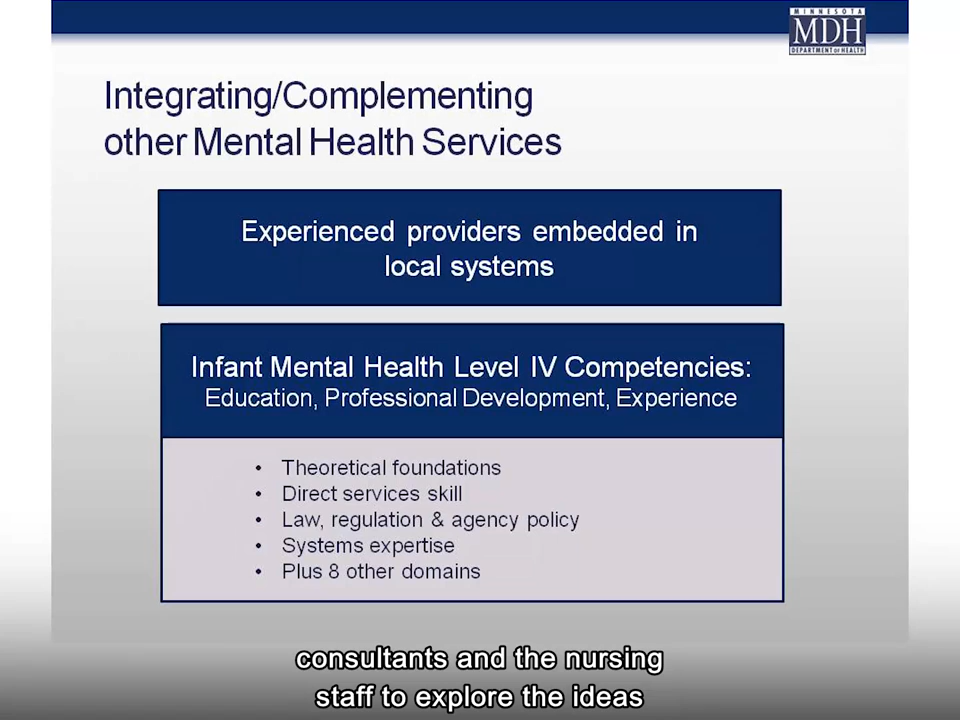 MINNESOTA
MDH
DEPARTMENT OF HEALTH
Integrating/Complementing
other Mental Health Services
Experienced providers embedded in
local systems
Infant Mental Health Level IV Competencies:
Education, Professional Development, Experience
• Theoretical foundations
• Direct services skill
• Law, regulation & agency policy
• Systems expertise
• Plus 8 other domains
consultants and the nursing
staff to explore the ideas